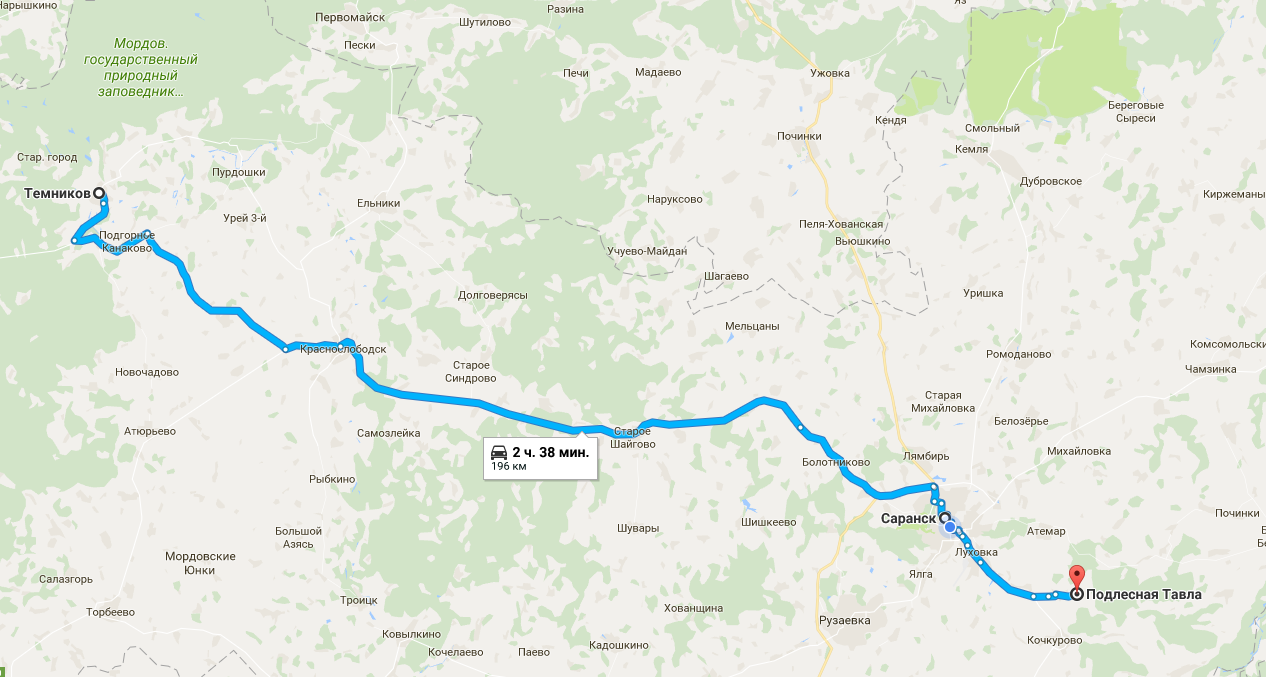 Нарышкино
Первомайск
Шутилово
Разина
Яз
Мордов.
государственный
природный
заповедник…
Пески
Печи
Мадаево
Ужовка
Береговые
Сыреси
Кендя
Починки
Смольный
Кемля
Стар. город
Темников
Пурдошки
Дубровское
Киржеманы
Ельники
Урей 3-й
Наруксово
Подгорное
Канаково
Пеля-Хованская
Вьюшкино
Учуево-Майдан
Шагаево
Долговерясы
Уришка
Мельцаны
Краснослободск
Ромоданово
Комсомольски
Чамзинка
Новочадово
Старое
Синдрово
Старая
Михайловка
Белозёрье
Атюрьево
Самозлейка
Старое
Шайгово
Михайловка
2 ч. 38 мин.
196 км
Болотниково
Лямбирь
Рыбкино
Большой
Азясь
Шувары
Шишкеево
Саранск
Атемар
Починки
Мордовские
Юнки
Луховка
Салазгорь
Ялга
Подлесная Тавла
Торбеево
Троицк
Хованщина
Рузаевка
Ковылкино
Кочелаево
Паево
Кадошкино
Кочкурово